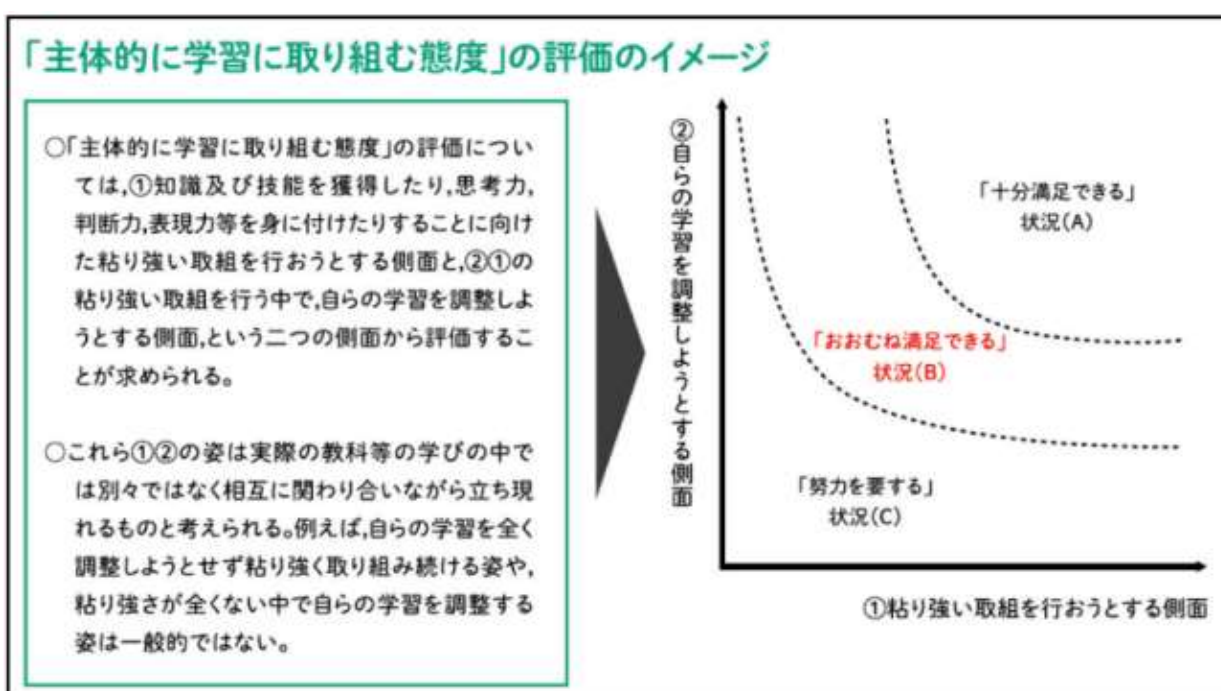 「主体的に学習に取り組む態度」の評価のイメージ
○「主体的に学習に取り組む態度」の評価につい
ては,①知識及び技能を獲得したり,思考力,
判断力,表現力等を身に付けたりすることに向け
た粘り強い取組を行おうとする側面と,②①の
粘り強い取組を行う中で,自らの学習を調整しよ
うとする側面,という二つの側面から評価するこ
とが求められる。
○これら①②の姿は実際の教科等の学びの中で
は別々ではなく相互に関わり合いながら立ち現
れるものと考えられる。例えば,自らの学習を全く
調整しようとせず粘り強く取り組み続ける姿や,
粘り強さが全くない中で自らの学習を調整する
姿は一般的ではない。
②自らの学習を調整しようとする側面
「十分満足できる」
状況(A)
「おおむね満足できる」
状況(B)
「努力を要する」
状況(C)
①粘り強い取組を行おうとする側面